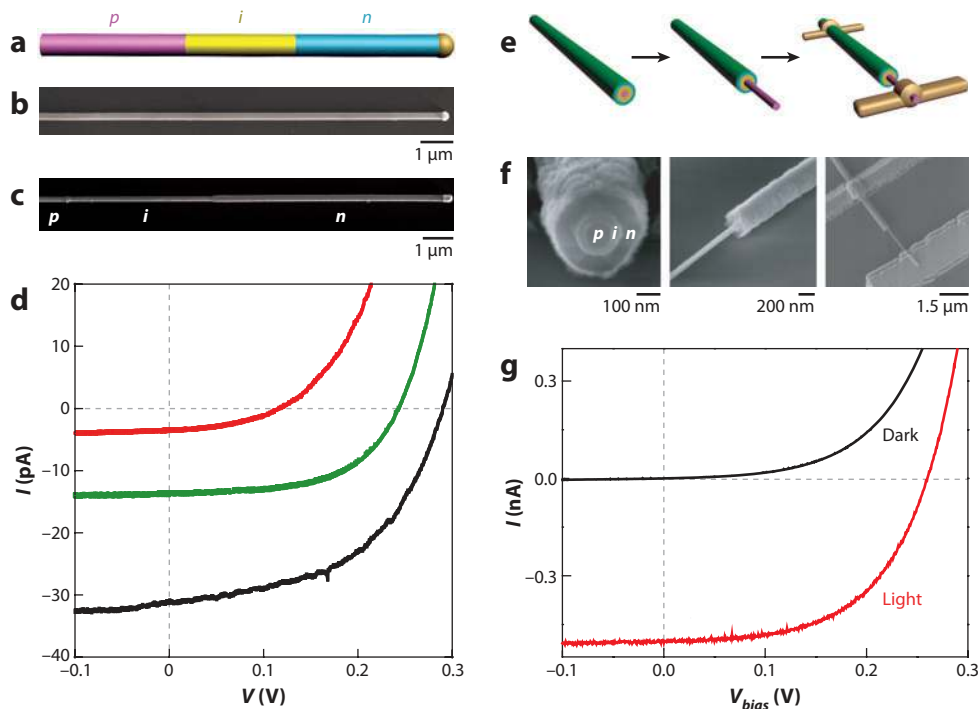 p i n
a
b
1 μm
c
p i n
1 μm
d
20
10
0
−10
−20
−30
−40
I (pA)
−0.1 0 0.1 0.2 0.3
V (V)
e
f
p i n
100 nm 200 nm 1.5 μm
g
0.3
0.0
−0.3
I (nA)
Dark
Light
−0.1 0.0 0.1 0.2 0.3
V_bias (V)